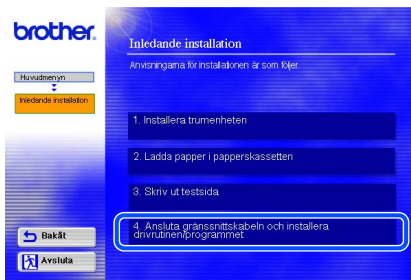 brother.
Inledande installation
Anvisningarna för installationen är som följer.
Huvudmenyn
Inledande installation
1. Installera trumenheten
2. Ladda papper i papperskassetten
3. Skriv ut testsida
4. Ansluta gränssnittskabeln och installera
drivrutinen/programmet
Bakåt
Avsluta